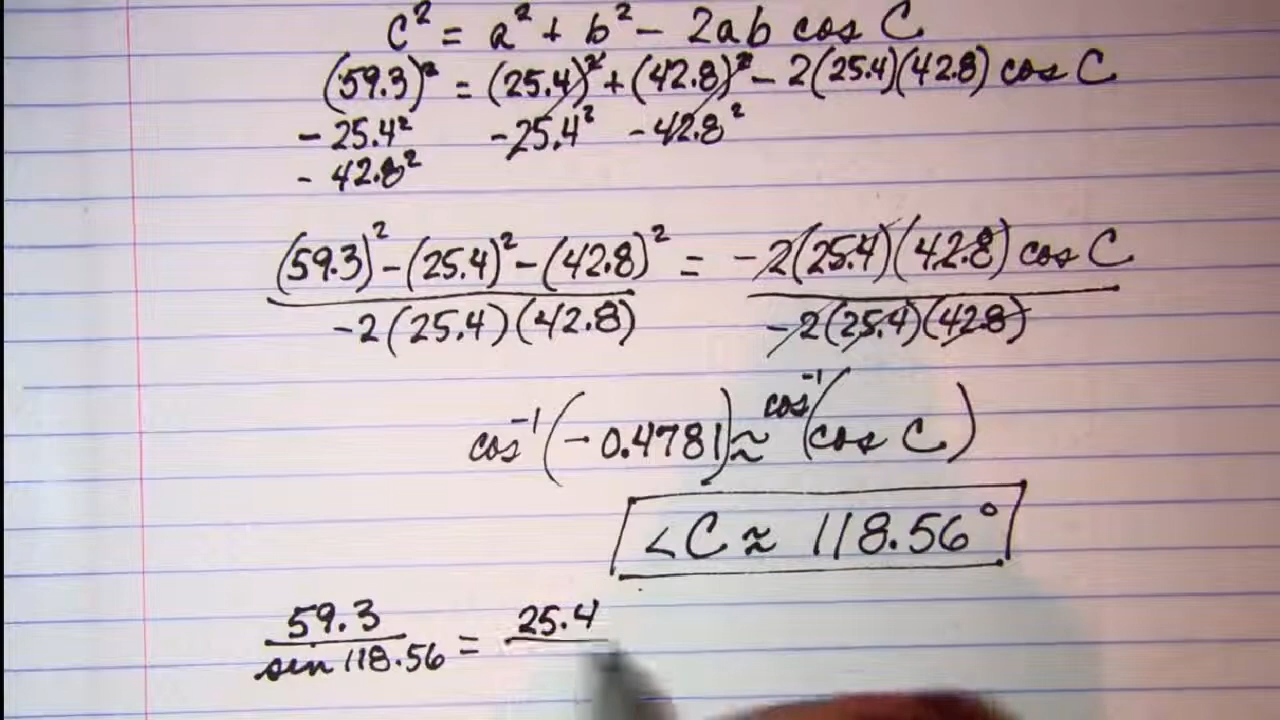 c² = a² + b² - 2ab cos C
(59.3)² = (25.4)² + (42.8)² - 2(25.4)(42.8) cos C
- 25.4² -25.4² -42.8²
- 42.8²
(59.3)² - (25.4)² - (42.8)² = -2(25.4)(42.8) cos C
-2(25.4)(42.8) -2(25.4)(42.8)
cos⁻¹(-0.4781) ≈ cos⁻¹(cos C)
<C ≈ 118.56°
59.3 = 25.4
sin 118.56